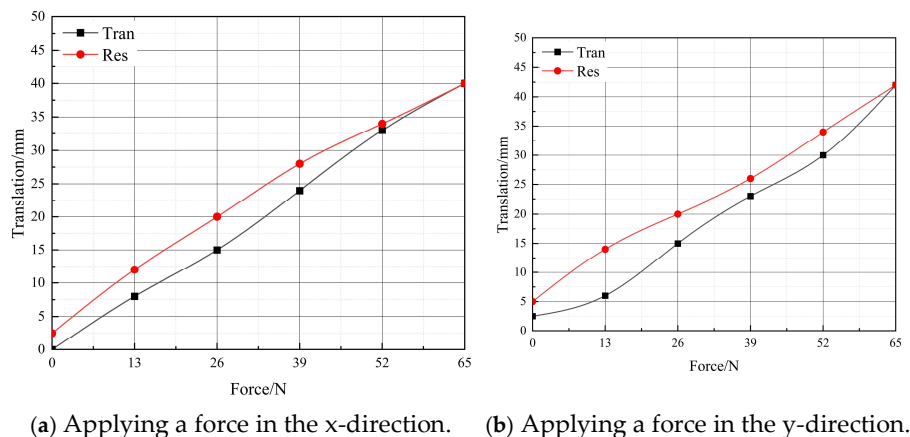 50
45
40
35
30
25
20
15
10
5
0
Translation/mm
Tran
Res
0 13 26 39 52 65
Force/N
(a) Applying a force in the x-direction.
50
45
40
35
30
25
20
15
10
5
0
Translation/mm
Tran
Res
0 13 26 39 52 65
Force/N
(b) Applying a force in the y-direction.